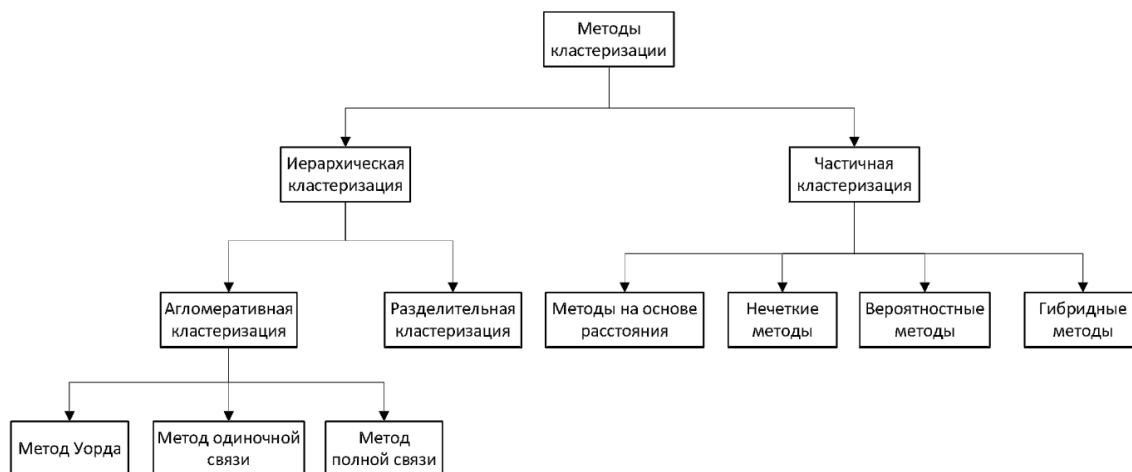 Методы
кластеризации
Иерархическая
кластеризация
Частичная
кластеризация
Агломеративная
кластеризация
Разделительная
кластеризация
Методы на основе
расстояния
Нечеткие
методы
Вероятностные
методы
Гибридные
методы
Метод Уорда
Метод одиночной
связи
Метод
полной связи